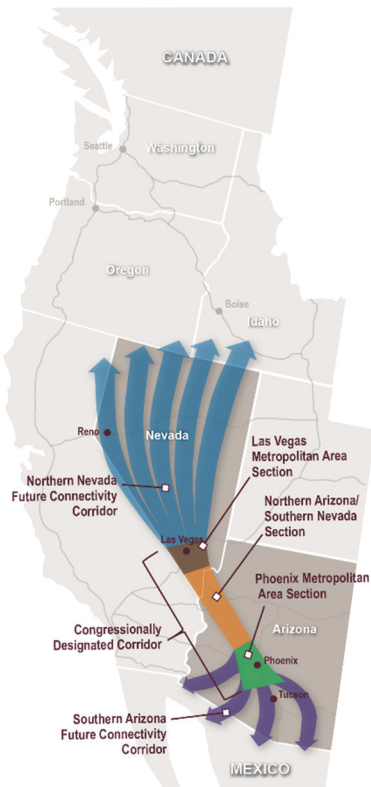 CANADA
Seattle
Washington
Portland
Oregon
Boise
Idaho
Reno
Nevada
Las Vegas
Metropolitan Area
Section
Northern Nevada
Future Connectivity
Corridor
Northern Arizona/
Southern Nevada
Section
Las Vegas
Phoenix Metropolitan
Area Section
Congressionally
Designated Corridor
Arizona
Phoenix
Tucson
Southern Arizona
Future Connectivity
Corridor
MEXICO